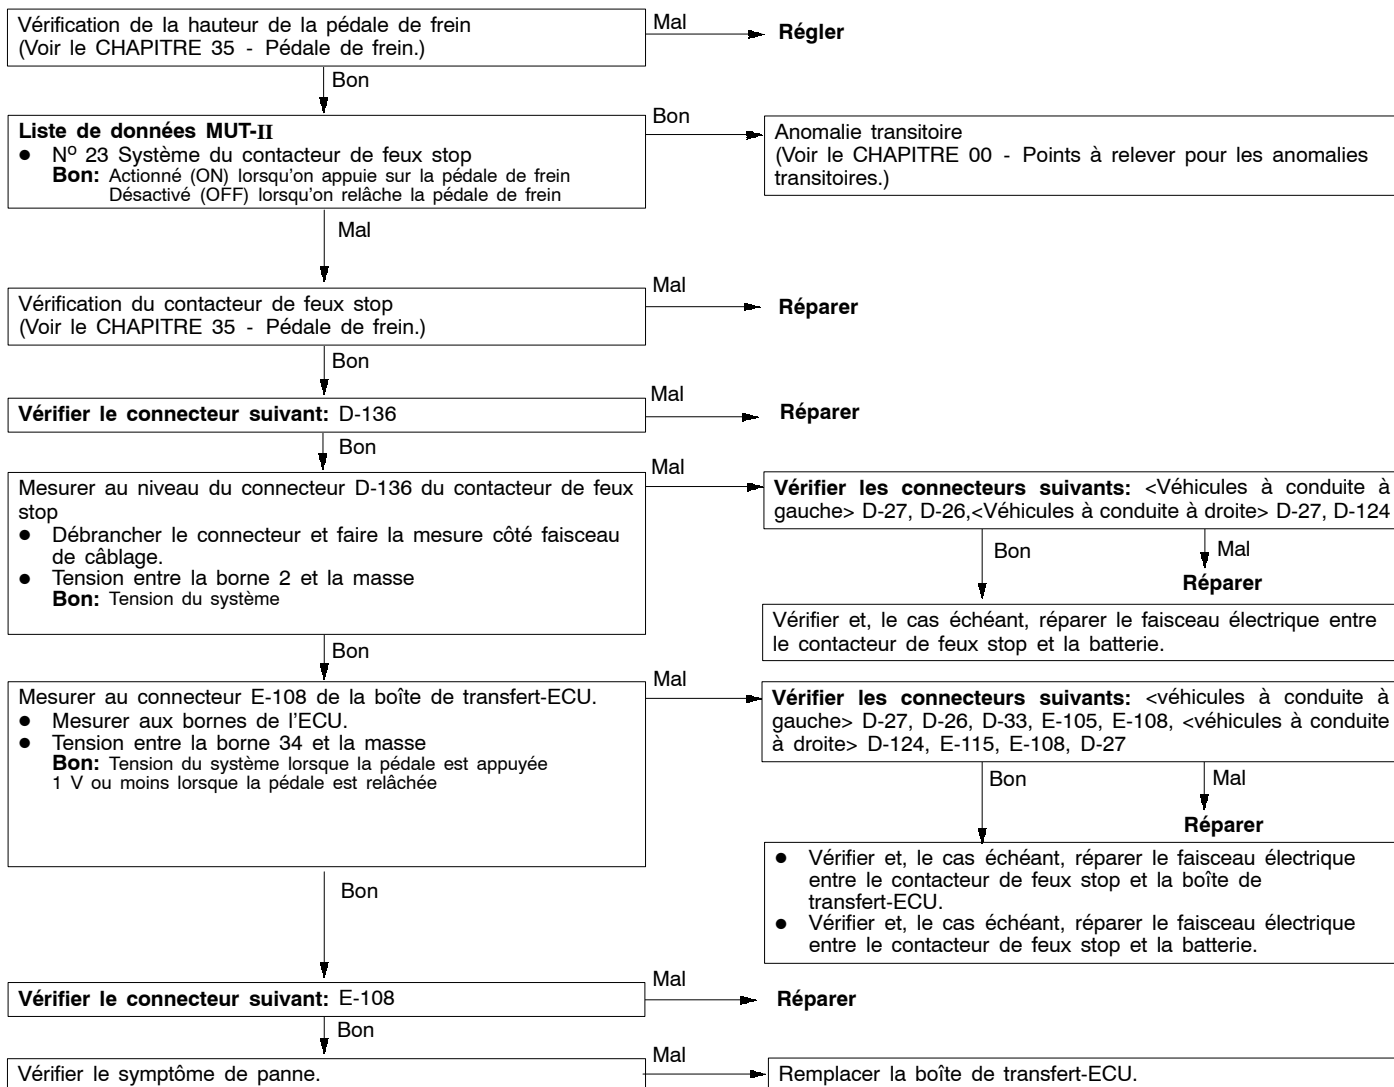 Vérification de la hauteur de la pédale de frein
(Voir le CHAPITRE 35 - Pédale de frein.)
Mal
Régler
Bon
Liste de données MUT-II
● Nº 23 Système du contacteur de feux stop
Bon: Actionné (ON) lorsqu'on appuie sur la pédale de frein
Désactivé (OFF) lorsqu'on relâche la pédale de frein
Bon
Anomalie transitoire
(Voir le CHAPITRE 00 - Points à relever pour les anomalies
transitoires.)
Mal
Vérification du contacteur de feux stop
(Voir le CHAPITRE 35 - Pédale de frein.)
Mal
Réparer
Bon
Vérifier le connecteur suivant: D-136
Mal
Réparer
Bon
Mesurer au niveau du connecteur D-136 du contacteur de feux
stop
● Débrancher le connecteur et faire la mesure côté faisceau
de câblage.
● Tension entre la borne 2 et la masse
Bon: Tension du système
Mal
Vérifier les connecteurs suivants: <Véhicules à conduite à
gauche> D-27, D-26,<Véhicules à conduite à droite> D-27, D-124
Bon
Mal
Réparer
Vérifier et, le cas échéant, réparer le faisceau électrique entre
le contacteur de feux stop et la batterie.
Bon
Mesurer au connecteur E-108 de la boîte de transfert-ECU.
● Mesurer aux bornes de l'ECU.
● Tension entre la borne 34 et la masse
Bon: Tension du système lorsque la pédale est appuyée
1 V ou moins lorsque la pédale est relâchée
Mal
Vérifier les connecteurs suivants: <véhicules à conduite à
gauche> D-27, D-26, D-33, E-105, E-108, <véhicules à conduite
à droite> D-124, E-115, E-108, D-27
Bon
Mal
Réparer
● Vérifier et, le cas échéant, réparer le faisceau électrique
entre le contacteur de feux stop et la boîte de
transfert-ECU.
● Vérifier et, le cas échéant, réparer le faisceau électrique
entre le contacteur de feux stop et la batterie.
Bon
Vérifier le connecteur suivant: E-108
Mal
Réparer
Bon
Vérifier le symptôme de panne.
Mal
Remplacer la boîte de transfert-ECU.